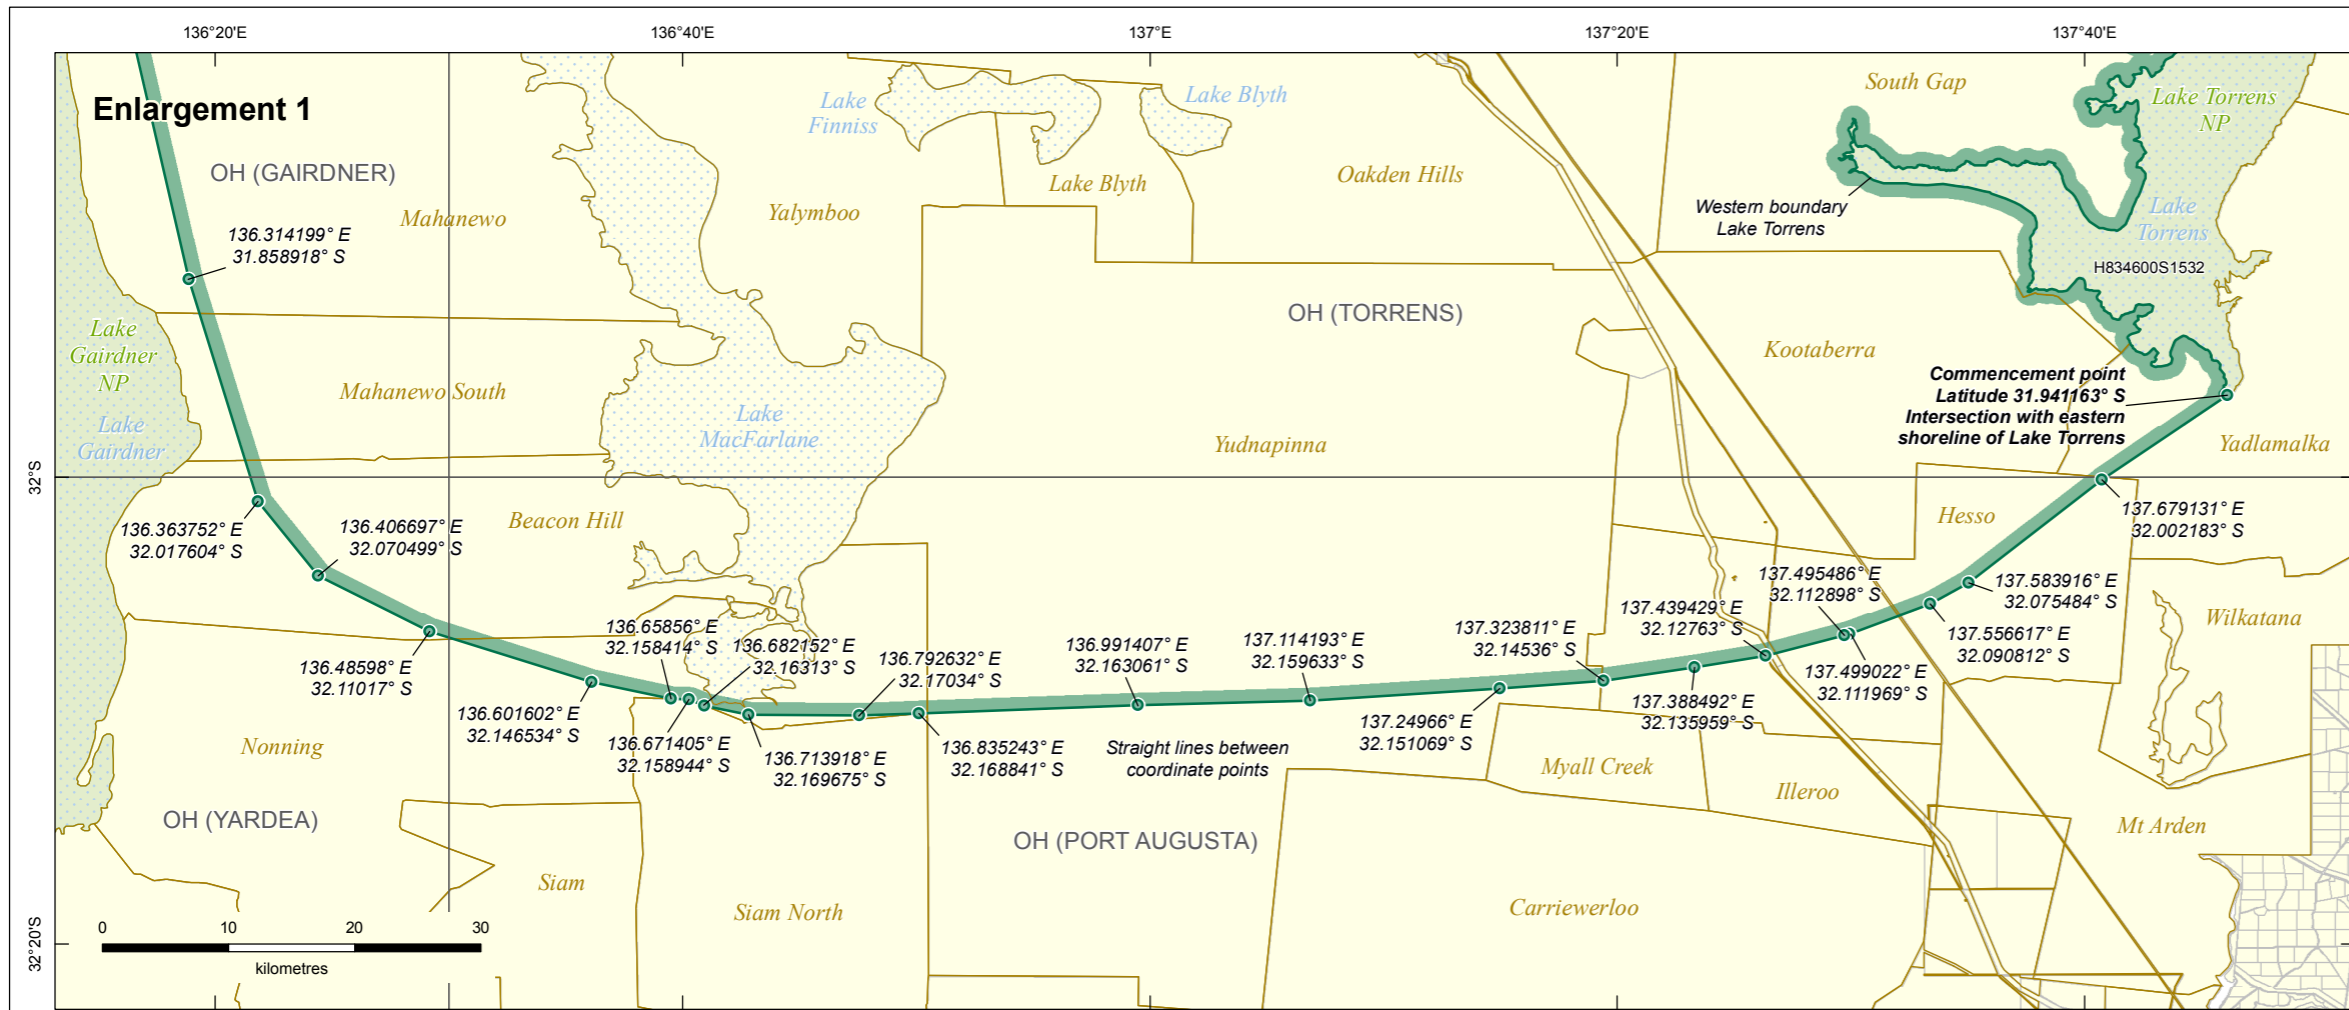 136°20'E
136°40'E
137°E
137°20'E
137°40'E
Enlargement 1
South Gap
Lake Torrens
NP
Lake
Finniss
Lake Blyth
OH (GAIRDNER)
Mahanewo
Yalymboo
Lake Blyth
Oakden Hills
Western boundary
Lake Torrens
Lake
Torrens
H834600S1532
136.314199° E
31.858918° S
OH (TORRENS)
Lake
Gairdner
NP
Kootaberra
Mahanewo South
Commencement point
Latitude 31.941163° S
Intersection with eastern
shoreline of Lake Torrens
Lake
Gairdner
Lake
MacFarlane
Yudnapinna
Yadlamalka
32°S
136.363752° E
32.017604° S
136.406697° E
32.070499° S
Beacon Hill
Hesso
137.679131° E
32.002183° S
137.495486° E
32.112898° S
137.583916° E
32.075484° S
Wilkatana
136.65856° E
32.158414° S
136.682152° E
32.16313° S
136.792632° E
32.17034° S
136.991407° E
32.163061° S
137.114193° E
32.159633° S
137.323811° E
32.14536° S
137.439429° E
32.12763° S
137.556617° E
32.090812° S
136.48598° E
32.11017° S
137.499022° E
32.111969° S
136.601602° E
32.146534° S
136.671405° E
32.158944° S
136.713918° E
32.169675° S
136.835243° E
32.168841° S
Straight lines between
coordinate points
137.24966° E
32.151069° S
137.388492° E
32.135959° S
Nonning
Myall Creek
Illeroo
OH (YARDEA)
OH (PORT AUGUSTA)
Mt Arden
Siam
Siam North
Carriewerloo
32°20'S
0
10
20
30
kilometres